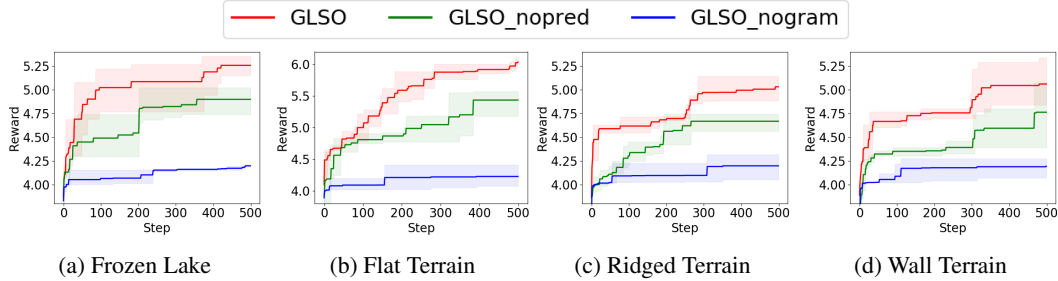 GLSO GLSO_nopred GLSO_nogram
Reward
5.25
5.00
4.75
4.50
4.25
4.00
0 100 200 300 400 500
Step
(a) Frozen Lake
Reward
6.0
5.5
5.0
4.5
4.0
0 100 200 300 400 500
Step
(b) Flat Terrain
Reward
5.25
5.00
4.75
4.50
4.25
4.00
0 100 200 300 400 500
Step
(c) Ridged Terrain
Reward
5.25
5.00
4.75
4.50
4.25
4.00
0 100 200 300 400 500
Step
(d) Wall Terrain